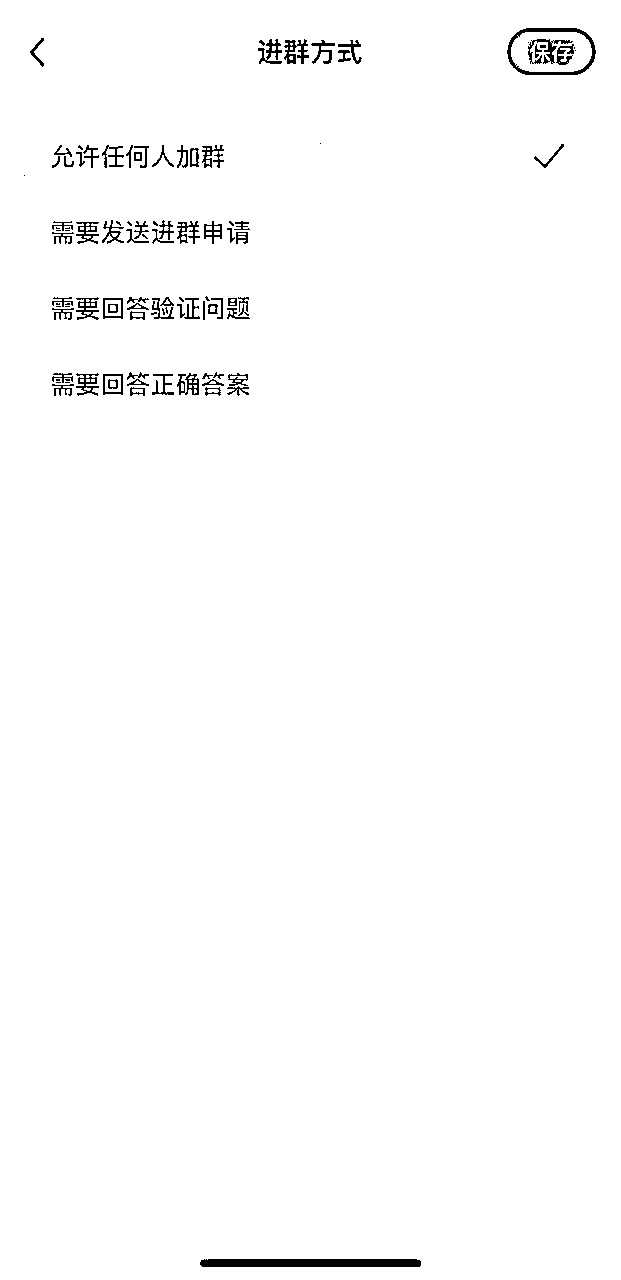 进群方式
保存
允许任何人加群
需要发送进群申请
需要回答验证问题
需要回答正确答案